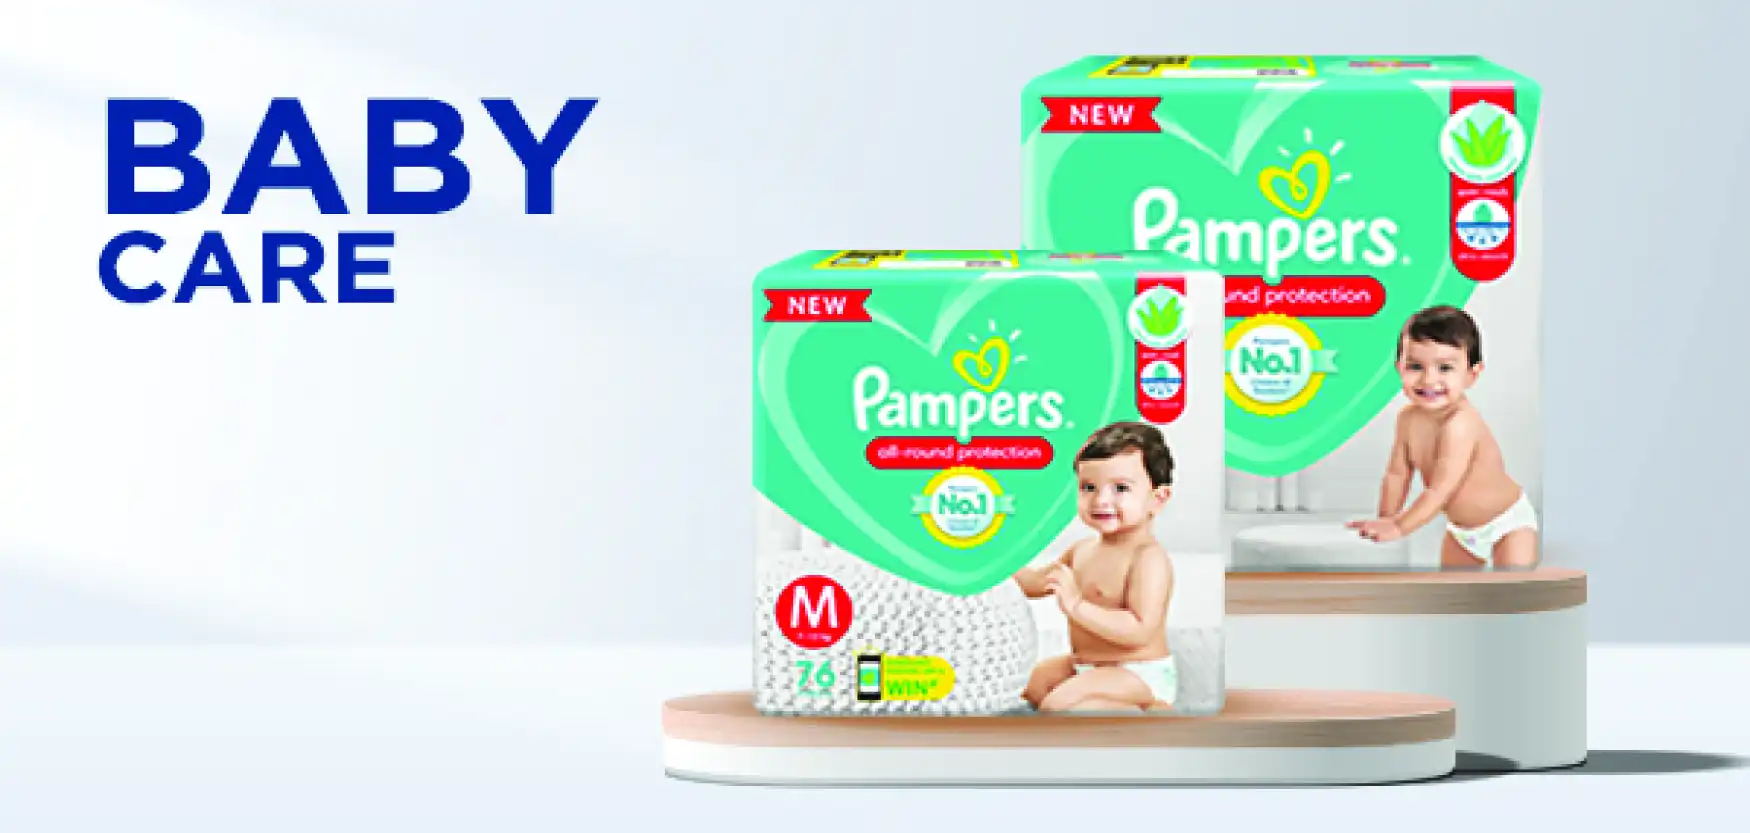 BABY
CARE
NEW
Pampers.
und protection
No.1
NEW
Pampers.
all-round protection
No.1
M
76
WIN*